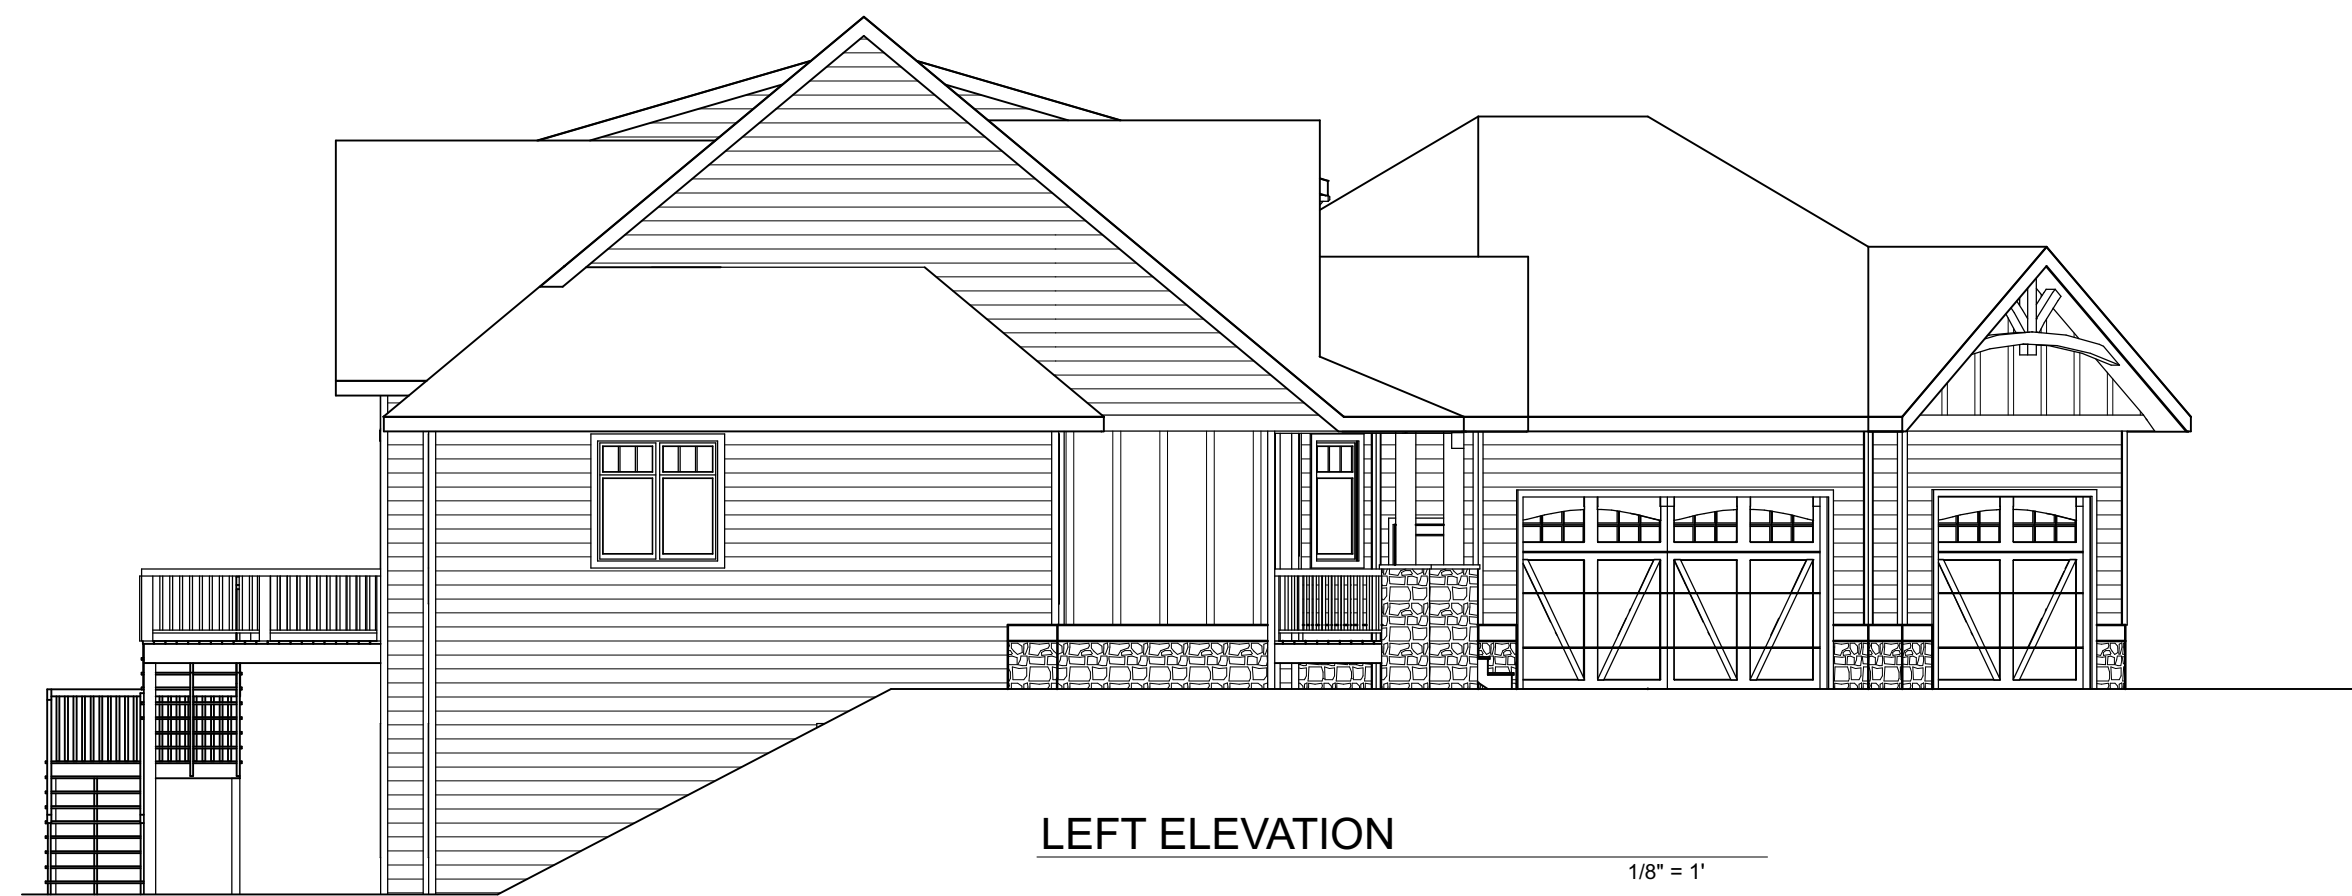 LEFT ELEVATION
1/8" = 1'